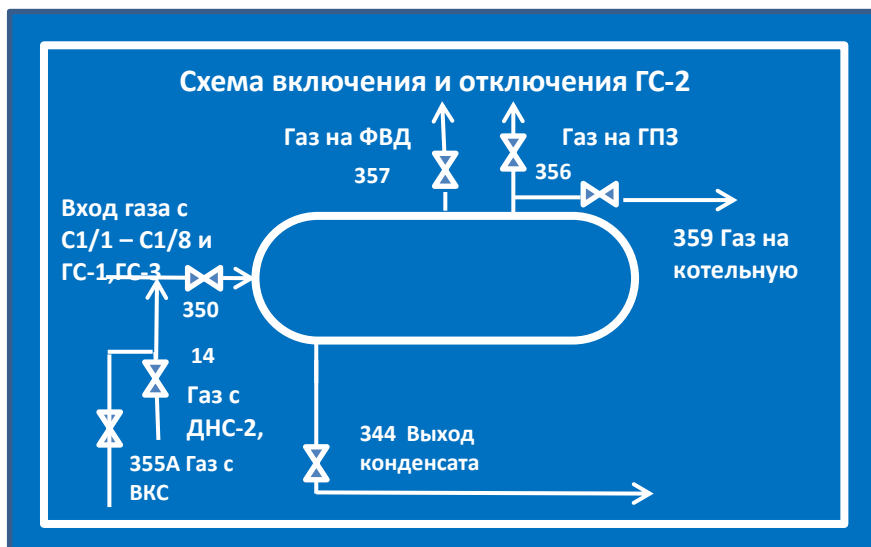 Схема включения и отключения ГС-2
Газ на ФВД
357
Газ на ГПЗ
356
Вход газа с
С1/1 – С1/8 и
ГС-1,ГС-3
350
359 Газ на
котельную
14
Газ с
ДНС-2,
355А Газ с
ВКС
344 Выход
конденсата